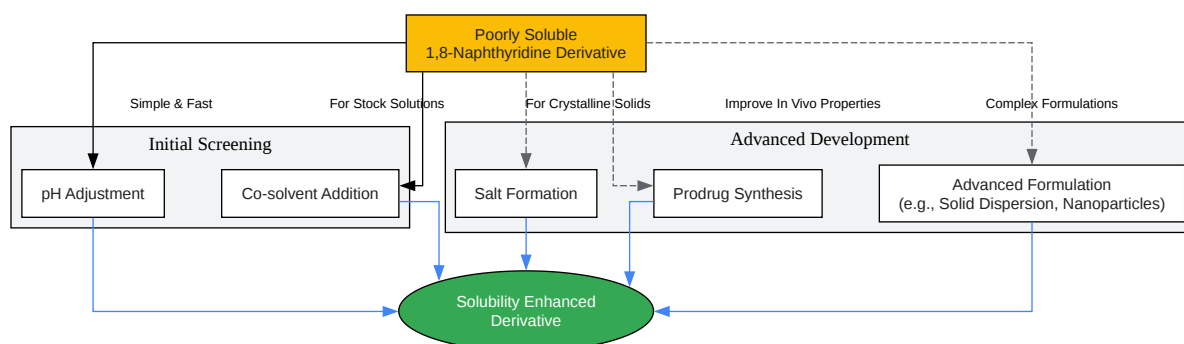 Poorly Soluble
1,8-Naphthyridine Derivative
Simple & Fast
For Stock Solutions
For Crystalline Solids
Improve In Vivo Properties
Complex Formulations
Initial Screening
Advanced Development
pH Adjustment
Co-solvent Addition
Salt Formation
Prodrug Synthesis
Advanced Formulation
(e.g., Solid Dispersion, Nanoparticles)
Solubility Enhanced
Derivative